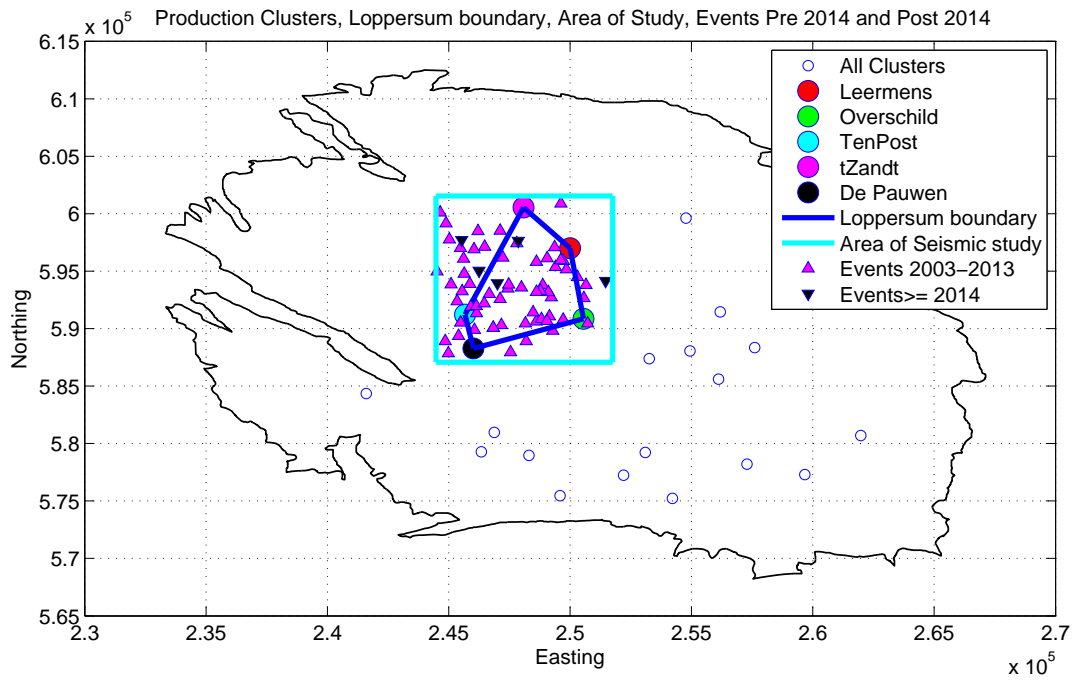 Production Clusters, Loppersum boundary, Area of Study, Events Pre 2014 and Post 2014
x 10^5
6.15
6.11
6.05
6
5.95
5.9
5.85
5.8
5.75
5.7
5.65
Northing
2.3
2.35
2.4
2.45
2.5
2.55
2.6
2.65
2.7
Easting
x 10^5
All Clusters
Leermens
Overschild
TenPost
tZandt
De Pauwen
Loppersum boundary
Area of Seismic study
Events 2003–2013
Events>= 2014